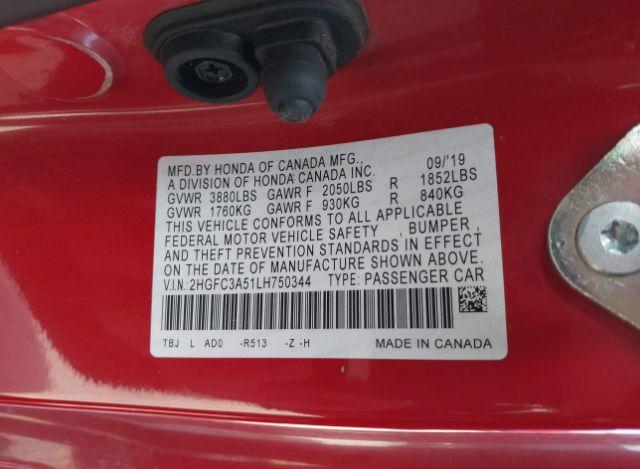 MFD.BY HONDA OF CANADA MFG., 09/'19
A DIVISION OF HONDA CANADA INC.
GVWR 3880LBS GAWR F 2050LBS R 1852LBS
GVWR 1760KG GAWR F 930KG R 840KG
THIS VEHICLE CONFORMS TO ALL APPLICABLE
FEDERAL MOTOR VEHICLE SAFETY , BUMPER,
AND THEFT PREVENTION STANDARDS IN EFFECT
ON THE DATE OF MANUFACTURE SHOWN ABOVE.
V.I.N.:2HGFC3A51LH750344 TYPE: PASSENGER CAR
TBJ L AD0 -R513 -Z -H MADE IN CANADA